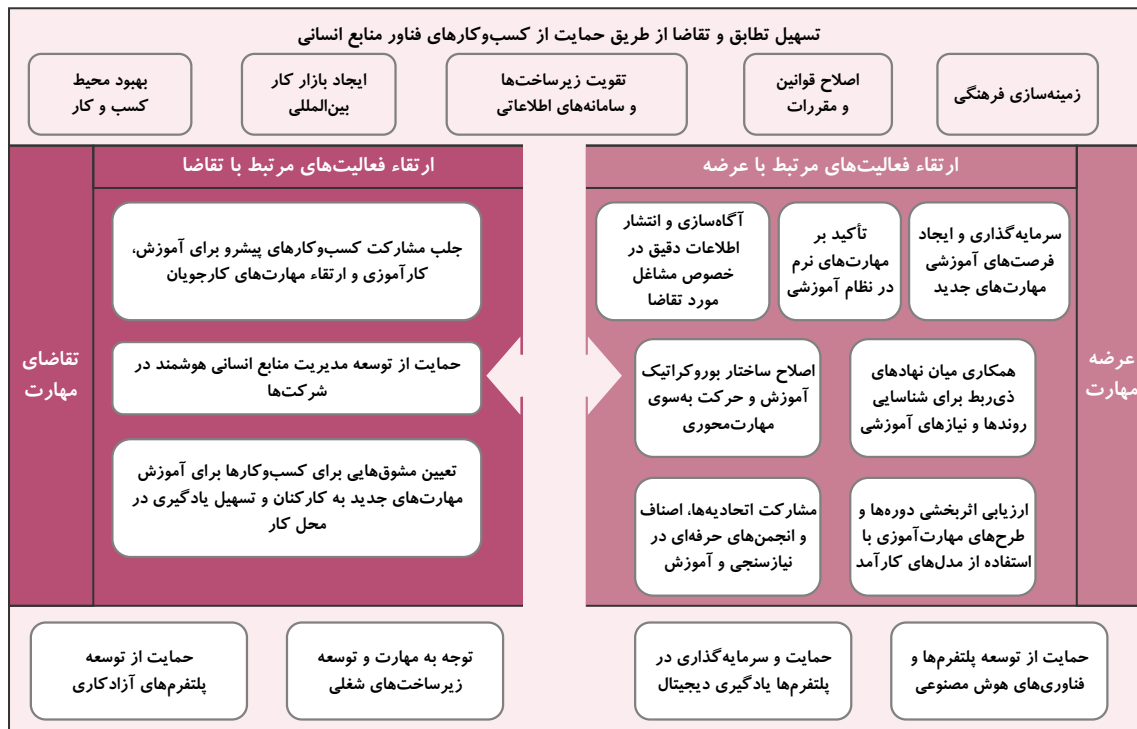 تسهیل تطابق و تقاضا از طریق حمایت از کسب‌وکارهای فناور منابع انسانی
زمینه‌سازی فرهنگی
اصلاح قوانین
و مقررات
تقویت زیرساخت‌ها
و سامانه‌های اطلاعاتی
ایجاد بازار کار
بین‌المللی
بهبود محیط
کسب و کار
عرضه
مهارت
ارتقاء فعالیت‌های مرتبط با عرضه
سرمایه‌گذاری و ایجاد
فرصت‌های آموزشی
مهارت‌های جدید
تأکید بر
مهارت‌های نرم
در نظام آموزشی
آگاه‌سازی و انتشار
اطلاعات دقیق در
خصوص مشاغل
مورد تقاضا
همکاری میان نهادهای
ذی‌ربط برای شناسایی
روندها و نیازهای آموزشی
اصلاح ساختار بوروکراتیک
آموزش و حرکت به‌سوی
مهارت‌محوری
ارزیابی اثربخشی دوره‌ها و
طرح‌های مهارت‌آموزی با
استفاده از مدل‌های کارآمد
مشارکت اتحادیه‌ها، اصناف
و انجمن‌های حرفه‌ای در
نیازسنجی و آموزش
ارتقاء فعالیت‌های مرتبط با تقاضا
جلب مشارکت کسب‌وکارهای پیشرو برای آموزش،
کارآموزی و ارتقاء مهارت‌های کارجویان
حمایت از توسعه مدیریت منابع انسانی هوشمند در
شرکت‌ها
تعیین مشوق‌هایی برای کسب‌وکارها برای آموزش
مهارت‌های جدید به کارکنان و تسهیل یادگیری در
محل کار
تقاضای
مهارت
حمایت از توسعه پلتفرم‌ها و
فناوری‌های هوش مصنوعی
حمایت و سرمایه‌گذاری در
پلتفرم‌ها یادگیری دیجیتال
توجه به مهارت و توسعه
زیرساخت‌های شغلی
حمایت از توسعه
پلتفرم‌های آزادکاری